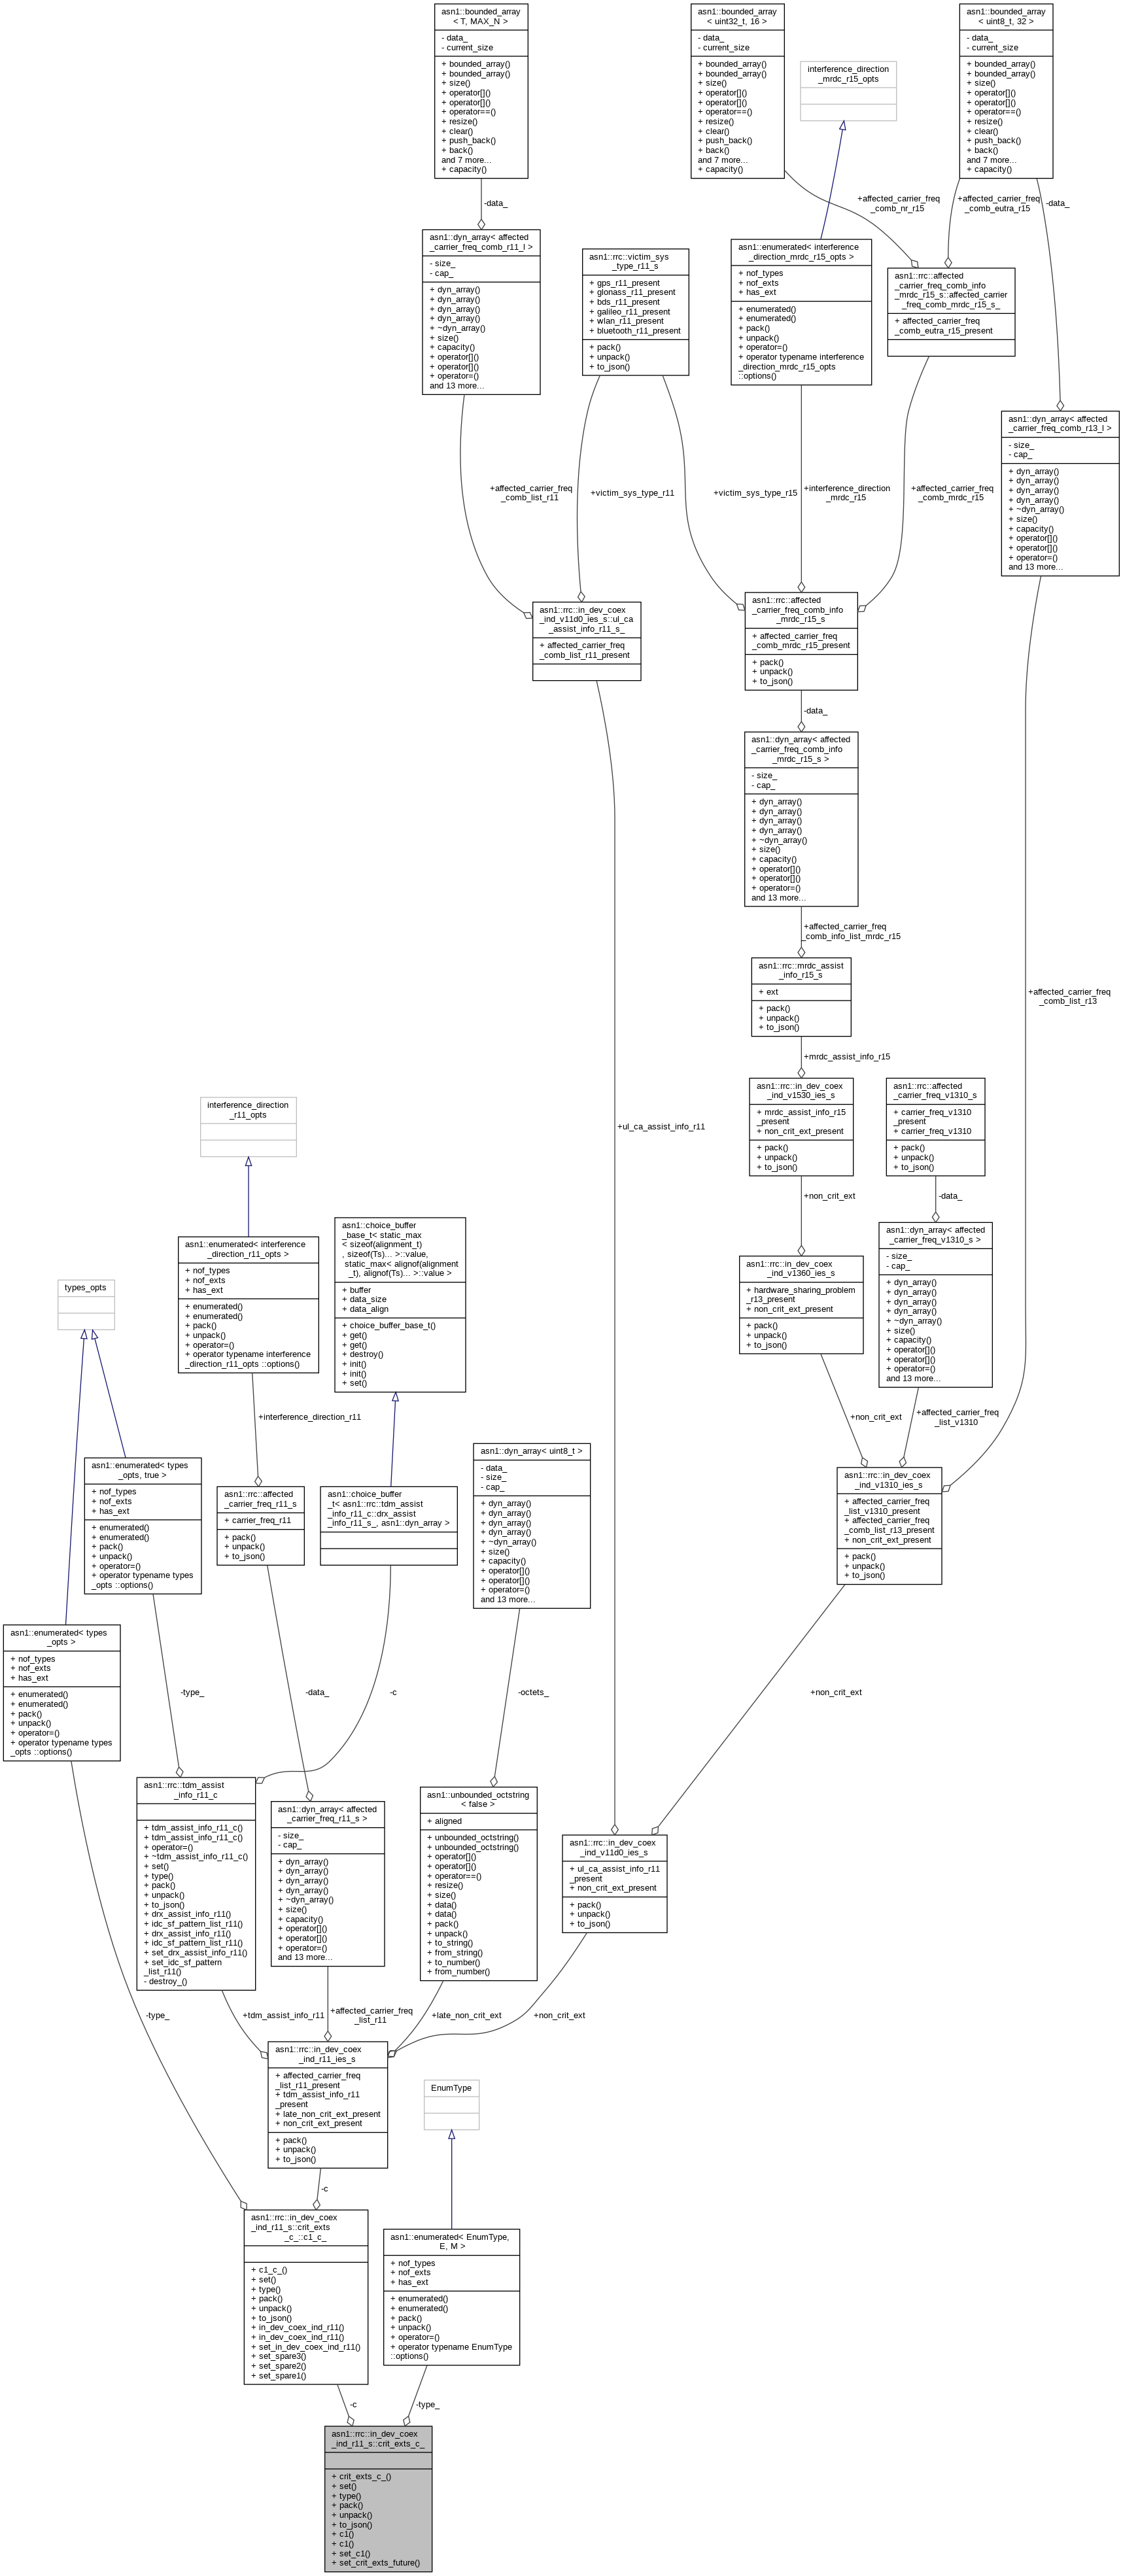 asn1::bounded_array
< T, MAX_N >
- data_
- current_size
+ bounded_array()
+ bounded_array()
+ size()
+ operator[]()
+ operator[]()
+ operator==()
+ resize()
+ clear()
+ push_back()
+ back()
and 7 more...
+ capacity()
asn1::bounded_array
< uint32_t, 16 >
- data_
- current_size
+ bounded_array()
+ bounded_array()
+ size()
+ operator[]()
+ operator[]()
+ operator==()
+ resize()
+ clear()
+ push_back()
+ back()
and 7 more...
+ capacity()
asn1::bounded_array
< uint8_t, 32 >
- data_
- current_size
+ bounded_array()
+ bounded_array()
+ size()
+ operator[]()
+ operator[]()
+ operator==()
+ resize()
+ clear()
+ push_back()
+ back()
and 7 more...
+ capacity()
interference_direction
_mrdc_r15_opts
-data_
+affected_carrier_freq
_comb_nr_r15
+affected_carrier_freq
_comb_eutra_r15
-data_
asn1::dyn_array< affected
_carrier_freq_comb_r11_l >
- size_
- cap_
+ dyn_array()
+ dyn_array()
+ dyn_array()
+ dyn_array()
+ ~dyn_array()
+ size()
+ capacity()
+ operator[]()
+ operator[]()
+ operator=()
and 13 more...
asn1::rrc::victim_sys
_type_r11_s
+ gps_r11_present
+ glonass_r11_present
+ bds_r11_present
+ galileo_r11_present
+ wlan_r11_present
+ bluetooth_r11_present
+ pack()
+ unpack()
+ to_json()
asn1::enumerated< interference
_direction_mrdc_r15_opts >
+ nof_types
+ nof_exts
+ has_ext
+ enumerated()
+ enumerated()
+ pack()
+ unpack()
+ operator=()
+ operator typename interference
_direction_mrdc_r15_opts
::options()
asn1::rrc::affected
_carrier_freq_comb_info
_mrdc_r15_s::affected_carrier
_freq_comb_mrdc_r15_s_
+ affected_carrier_freq
_comb_eutra_r15_present
asn1::dyn_array< affected
_carrier_freq_comb_r13_l >
- size_
- cap_
+ dyn_array()
+ dyn_array()
+ dyn_array()
+ dyn_array()
+ ~dyn_array()
+ size()
+ capacity()
+ operator[]()
+ operator[]()
+ operator=()
and 13 more...
+affected_carrier_freq
_comb_list_r11
+victim_sys_type_r11
+victim_sys_type_r15
+interference_direction
_mrdc_r15
+affected_carrier_freq
_comb_mrdc_r15
asn1::rrc::in_dev_coex
_ind_v11d0_ies_s::ul_ca
_assist_info_r11_s_
+ affected_carrier_freq
_comb_list_r11_present
asn1::rrc::affected
_carrier_freq_comb_info
_mrdc_r15_s
+ affected_carrier_freq
_comb_mrdc_r15_present
+ pack()
+ unpack()
+ to_json()
-data_
asn1::dyn_array< affected
_carrier_freq_comb_info
_mrdc_r15_s >
- size_
- cap_
+ dyn_array()
+ dyn_array()
+ dyn_array()
+ dyn_array()
+ ~dyn_array()
+ size()
+ capacity()
+ operator[]()
+ operator[]()
+ operator=()
and 13 more...
+affected_carrier_freq
_comb_info_list_mrdc_r15
asn1::rrc::mrdc_assist
_info_r15_s
+ ext
+ pack()
+ unpack()
+ to_json()
+affected_carrier_freq
_comb_list_r13
+mrdc_assist_info_r15
asn1::rrc::in_dev_coex
_ind_v1530_ies_s
+ mrdc_assist_info_r15
_present
+ non_crit_ext_present
+ pack()
+ unpack()
+ to_json()
asn1::rrc::affected
_carrier_freq_v1310_s
+ carrier_freq_v1310
_present
+ carrier_freq_v1310
+ pack()
+ unpack()
+ to_json()
+ul_ca_assist_info_r11
interference_direction
_r11_opts
+non_crit_ext
-data_
asn1::enumerated< interference
_direction_r11_opts >
+ nof_types
+ nof_exts
+ has_ext
+ enumerated()
+ enumerated()
+ pack()
+ unpack()
+ operator=()
+ operator typename interference
_direction_r11_opts ::options()
asn1::choice_buffer
_base_t< static_max
< sizeof(alignment_t)
, sizeof(Ts)... >::value,
static_max< alignof(alignment
_t), alignof(Ts)... >::value >
+ buffer
+ data_size
+ data_align
+ choice_buffer_base_t()
+ get()
+ get()
+ destroy()
+ init()
+ init()
+ set()
asn1::rrc::in_dev_coex
_ind_v1360_ies_s
+ hardware_sharing_problem
_r13_present
+ non_crit_ext_present
+ pack()
+ unpack()
+ to_json()
asn1::dyn_array< affected
_carrier_freq_v1310_s >
- size_
- cap_
+ dyn_array()
+ dyn_array()
+ dyn_array()
+ dyn_array()
+ ~dyn_array()
+ size()
+ capacity()
+ operator[]()
+ operator[]()
+ operator=()
and 13 more...
types_opts
+interference_direction_r11
+non_crit_ext
+affected_carrier_freq
_list_v1310
asn1::enumerated< types
_opts, true >
+ nof_types
+ nof_exts
+ has_ext
+ enumerated()
+ enumerated()
+ pack()
+ unpack()
+ operator=()
+ operator typename types
_opts ::options()
asn1::rrc::affected
_carrier_freq_r11_s
+ carrier_freq_r11
+ pack()
+ unpack()
+ to_json()
asn1::choice_buffer
_t< asn1::rrc::tdm_assist
_info_r11_c::drx_assist
_info_r11_s_, asn1::dyn_array >
asn1::dyn_array< uint8_t >
- data_
- size_
- cap_
+ dyn_array()
+ dyn_array()
+ dyn_array()
+ dyn_array()
+ ~dyn_array()
+ size()
+ capacity()
+ operator[]()
+ operator[]()
+ operator=()
and 13 more...
asn1::rrc::in_dev_coex
_ind_v1310_ies_s
+ affected_carrier_freq
_list_v1310_present
+ affected_carrier_freq
_comb_list_r13_present
+ non_crit_ext_present
+ pack()
+ unpack()
+ to_json()
asn1::enumerated< types
_opts >
+ nof_types
+ nof_exts
+ has_ext
+ enumerated()
+ enumerated()
+ pack()
+ unpack()
+ operator=()
+ operator typename types
_opts ::options()
-type_
-data_
-c
-octets_
+non_crit_ext
asn1::rrc::tdm_assist
_info_r11_c
+ tdm_assist_info_r11_c()
+ tdm_assist_info_r11_c()
+ operator=()
+ ~tdm_assist_info_r11_c()
+ set()
+ type()
+ pack()
+ unpack()
+ to_json()
+ drx_assist_info_r11()
+ idc_sf_pattern_list_r11()
+ drx_assist_info_r11()
+ idc_sf_pattern_list_r11()
+ set_drx_assist_info_r11()
+ set_idc_sf_pattern
_list_r11()
- destroy_()
asn1::dyn_array< affected
_carrier_freq_r11_s >
- size_
- cap_
+ dyn_array()
+ dyn_array()
+ dyn_array()
+ dyn_array()
+ ~dyn_array()
+ size()
+ capacity()
+ operator[]()
+ operator[]()
+ operator=()
and 13 more...
asn1::unbounded_octstring
< false >
+ aligned
+ unbounded_octstring()
+ unbounded_octstring()
+ operator[]()
+ operator[]()
+ operator==()
+ resize()
+ size()
+ data()
+ data()
+ pack()
+ unpack()
+ to_string()
+ from_string()
+ to_number()
+ from_number()
asn1::rrc::in_dev_coex
_ind_v11d0_ies_s
+ ul_ca_assist_info_r11
_present
+ non_crit_ext_present
+ pack()
+ unpack()
+ to_json()
-type_
+tdm_assist_info_r11
+affected_carrier_freq
_list_r11
+late_non_crit_ext
+non_crit_ext
asn1::rrc::in_dev_coex
_ind_r11_ies_s
+ affected_carrier_freq
_list_r11_present
+ tdm_assist_info_r11
_present
+ late_non_crit_ext_present
+ non_crit_ext_present
+ pack()
+ unpack()
+ to_json()
EnumType
-c
asn1::rrc::in_dev_coex
_ind_r11_s::crit_exts
_c_::c1_c_
+ c1_c_()
+ set()
+ type()
+ pack()
+ unpack()
+ to_json()
+ in_dev_coex_ind_r11()
+ in_dev_coex_ind_r11()
+ set_in_dev_coex_ind_r11()
+ set_spare3()
+ set_spare2()
+ set_spare1()
asn1::enumerated< EnumType,
E, M >
+ nof_types
+ nof_exts
+ has_ext
+ enumerated()
+ enumerated()
+ pack()
+ unpack()
+ operator=()
+ operator typename EnumType
::options()
-c
-type_
asn1::rrc::in_dev_coex
_ind_r11_s::crit_exts_c_
+ crit_exts_c_()
+ set()
+ type()
+ pack()
+ unpack()
+ to_json()
+ c1()
+ c1()
+ set_c1()
+ set_crit_exts_future()